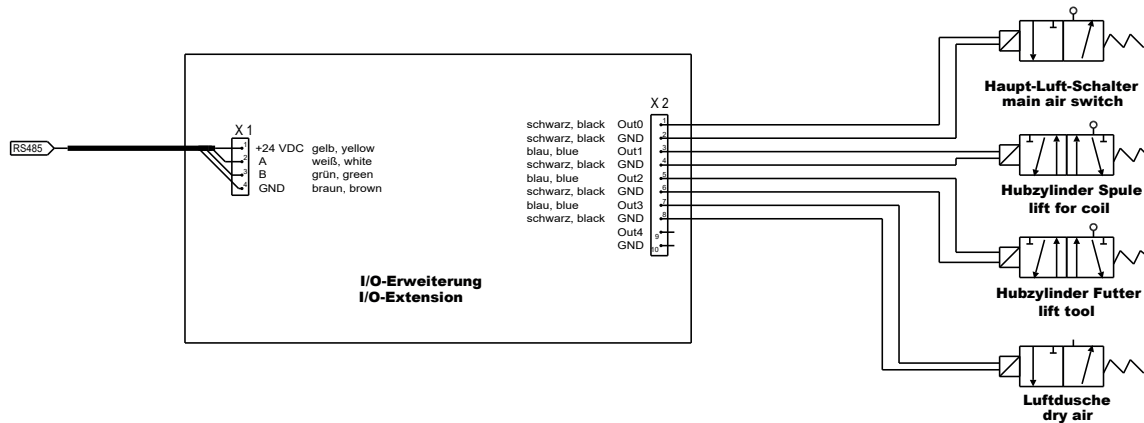 RS485
X 1
1 +24 VDC gelb, yellow
2 A weiß, white
3 B grün, green
4 GND braun, brown
I/O-Erweiterung
I/O-Extension
X 2
schwarz, black Out0 1
schwarz, black GND 2
blau, blue Out1 3
schwarz, black GND 4
blau, blue Out2 5
schwarz, black GND 6
blau, blue Out3 7
schwarz, black GND 8
Out4 9
GND 10
Haupt-Luft-Schalter
main air switch
Hubzylinder Spule
lift for coil
Hubzylinder Futter
lift tool
Luftdusche
dry air